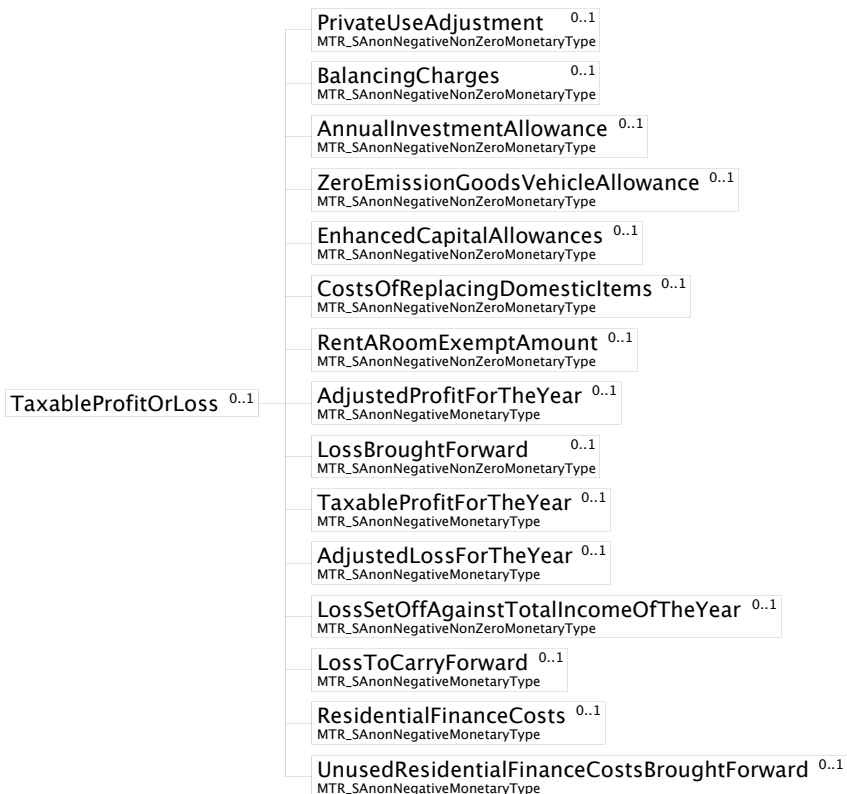 PrivateUseAdjustment 0..1
MTR_SAnonNegativeNonZeroMonetaryType
BalancingCharges 0..1
MTR_SAnonNegativeNonZeroMonetaryType
AnnualInvestmentAllowance 0..1
MTR_SAnonNegativeNonZeroMonetaryType
ZeroEmissionGoodsVehicleAllowance 0..1
MTR_SAnonNegativeNonZeroMonetaryType
EnhancedCapitalAllowances 0..1
MTR_SAnonNegativeNonZeroMonetaryType
CostsOfReplacingDomesticItems 0..1
MTR_SAnonNegativeNonZeroMonetaryType
RentARoomExemptAmount 0..1
MTR_SAnonNegativeNonZeroMonetaryType
TaxableProfitOrLoss 0..1
AdjustedProfitForTheYear 0..1
MTR_SAnonNegativeMonetaryType
LossBroughtForward 0..1
MTR_SAnonNegativeNonZeroMonetaryType
TaxableProfitForTheYear 0..1
MTR_SAnonNegativeMonetaryType
AdjustedLossForTheYear 0..1
MTR_SAnonNegativeMonetaryType
LossSetOffAgainstTotalIncomeOfTheYear 0..1
MTR_SAnonNegativeNonZeroMonetaryType
LossToCarryForward 0..1
MTR_SAnonNegativeMonetaryType
ResidentialFinanceCosts 0..1
MTR_SAnonNegativeMonetaryType
UnusedResidentialFinanceCostsBroughtForward 0..1
MTR_SAnonNegativeMonetaryType